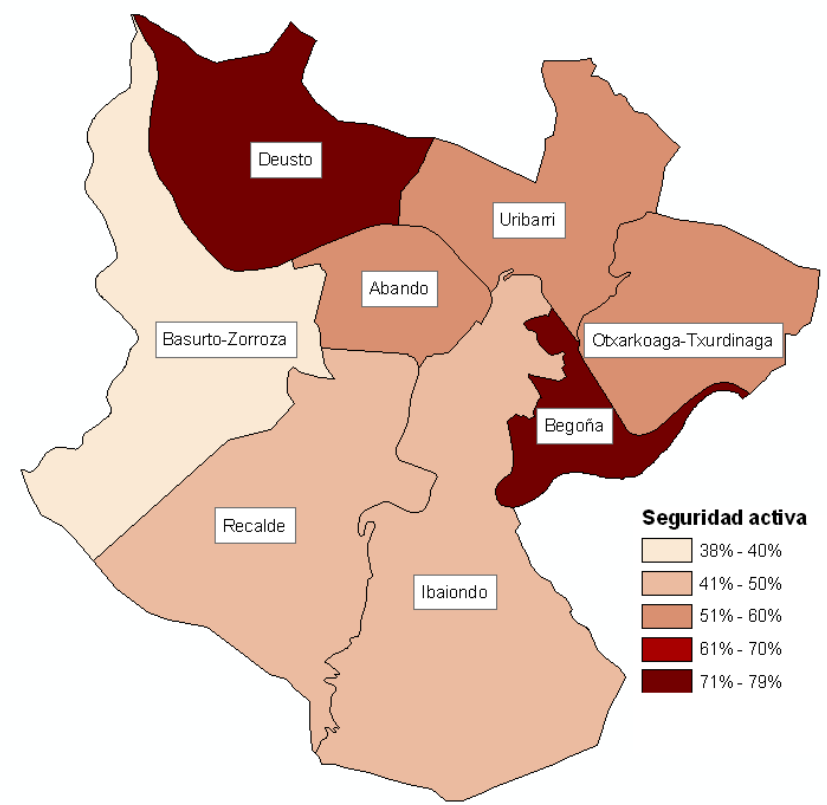 Deusto
Uribarri
Abando
Basurto-Zorroza
Otxarkoaga-Txurdinaga
Begoña
Recalde
Ibaiondo
Seguridad activa
38% - 40%
41% - 50%
51% - 60%
61% - 70%
71% - 79%